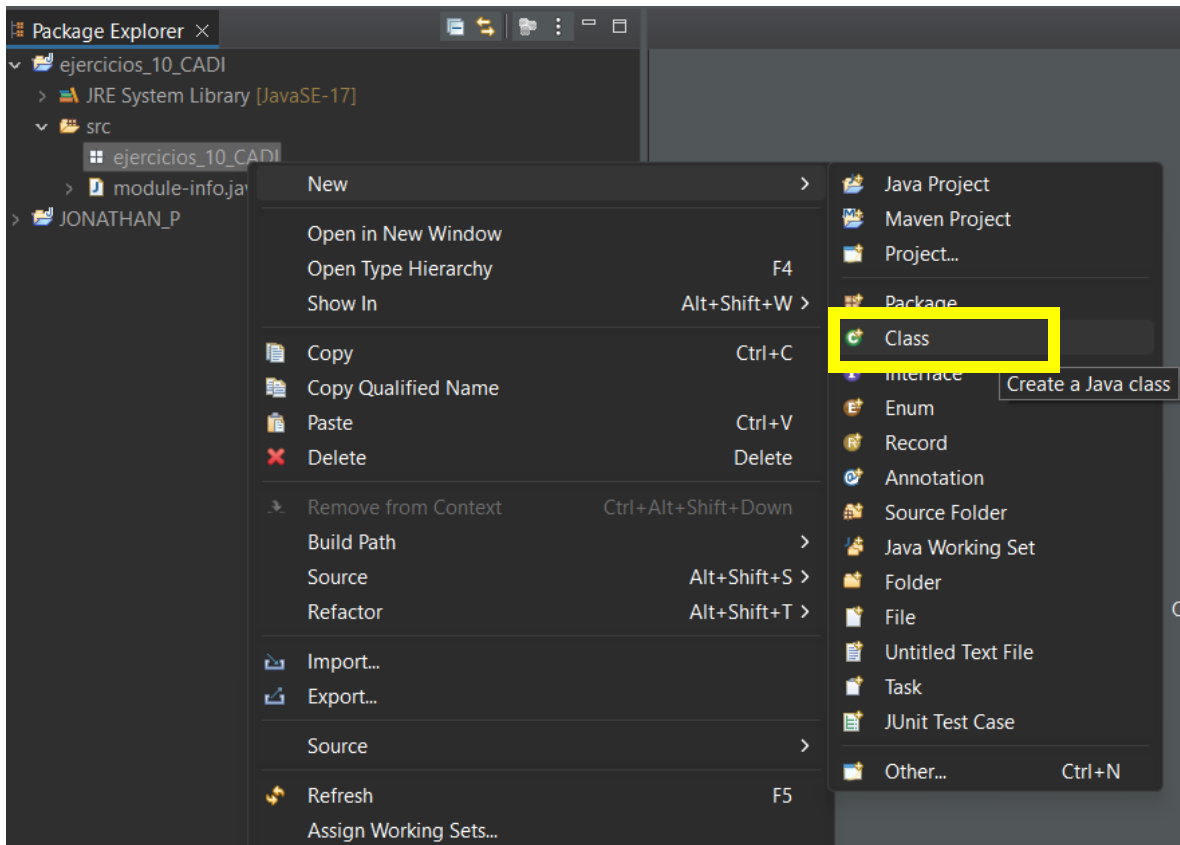 Package Explorer
ejercicios_10_CADI
JRE System Library [JavaSE-17]
src
ejercicios_10_CADI
module-info.jav
JONATHAN_P
New
Open in New Window
Open Type Hierarchy F4
Show In Alt+Shift+W >
Copy Ctrl+C
Copy Qualified Name
Paste Ctrl+V
Delete Delete
Remove from Context Ctrl+Alt+Shift+Down
Build Path
Source Alt+Shift+S >
Refactor Alt+Shift+T >
Import...
Export...
Source
Refresh F5
Assign Working Sets...
Java Project
Maven Project
Project...
Package
Class
Interface
Create a Java class
Enum
Record
Annotation
Source Folder
Java Working Set
Folder
File
Untitled Text File
Task
JUnit Test Case
Other... Ctrl+N